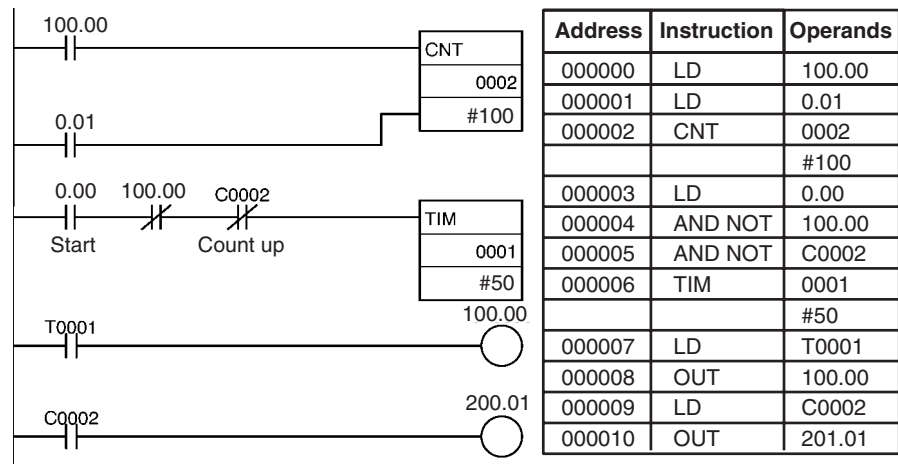 100.00
CNT
0002
#100
0.01
0.00 100.00 C0002
Start Count up
TIM
0001
#50
100.00
T0001
200.01
C0002
Address Instruction Operands
000000 LD 100.00
000001 LD 0.01
000002 CNT 0002
#100
000003 LD 0.00
000004 AND NOT 100.00
000005 AND NOT C0002
000006 TIM 0001
#50
000007 LD T0001
000008 OUT 100.00
000009 LD C0002
000010 OUT 201.01